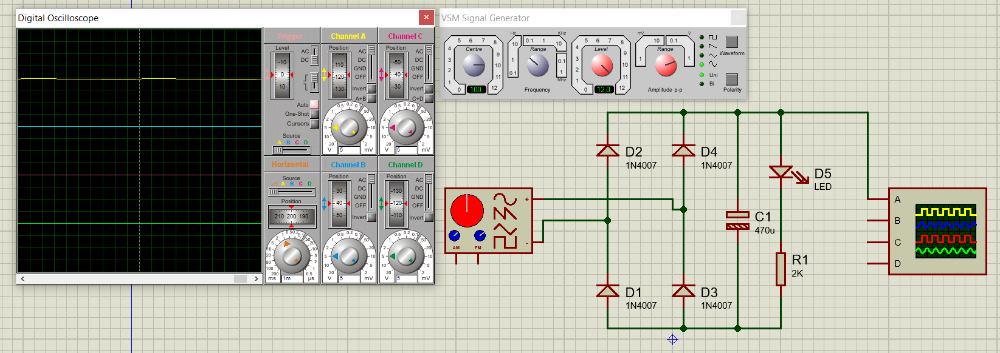 Digital Oscilloscope
Trigger
Level
AC
DC
-10
0
10
Auto
One-Shot
Cursors
Source
A B C D
Channel A
Position
AC
DC
GND
OFF
110
120
130
Invert
A+B
0.5 0.2 0.1
1 50
2 20
5 10
10 5
20 2
V 5 mV
Channel C
Position
AC
DC
GND
OFF
-50
-40
-30
Invert
C+D
0.5 0.2 0.1
1 50
2 20
5 10
10 5
20 2
V 5 mV
Horizontal
Source
A B C D
Position
210 200 190
1 0.5 0.2 0.1
2 50
5 20
10 10
20 5
50 2
100 1
200 0.5
ms 1m µs
Channel B
Position
AC
DC
GND
OFF
30
40
50
Invert
0.5 0.2 0.1
1 50
2 20
5 10
10 5
20 2
V 5 mV
Channel D
Position
AC
DC
GND
OFF
-130
-120
-110
Invert
0.5 0.2 0.1
1 50
2 20
5 10
10 5
20 2
V 5 mV
VSM Signal Generator
Centre
0 1 2 3 4 5 6 7 8 9 10 11 12
100
Hz KHz
Range
0.1 1 10 0.1 1 10 0.1 1
MHz
Frequency
Level
0 1 2 3 4 5 6 7 8 9 10 11 12
12.0
mV V
Range
1 10 0.1 1
Amplitude p-p
Waveform
Uni
Bi
Polarity
D2
1N4007
D4
1N4007
D5
LED
C1
470u
R1
2K
D1
1N4007
D3
1N4007
+
-
AM
FM
A
B
C
D